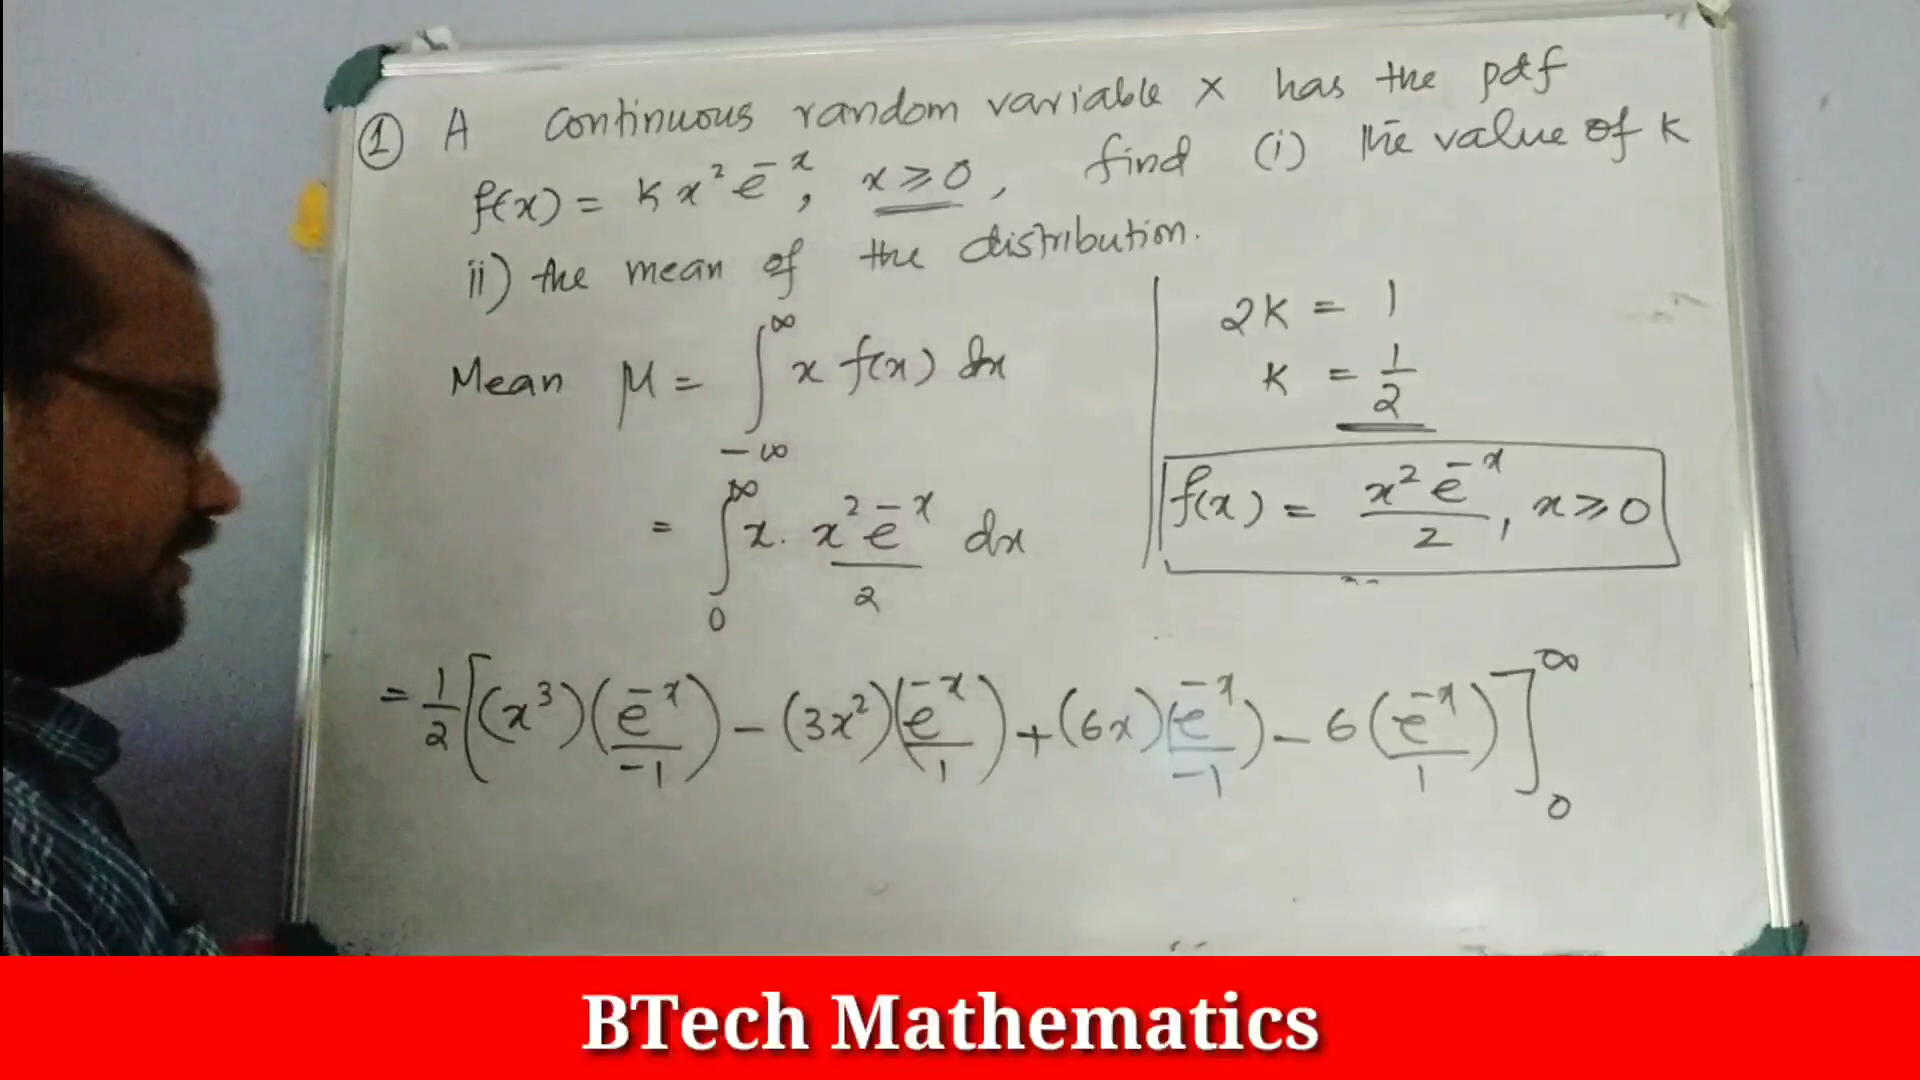 ① A continuous random variable X has the pdf
f(x) = K x² e^-x, x ≥ 0, find (i) the value of K
ii) the mean of the distribution.
Mean μ = ∫_{-∞}^{∞} x f(x) dx
= ∫_0^∞ x. x² e^-x / 2 dx
2K = 1
K = 1/2
f(x) = x² e^-x / 2, x ≥ 0
= 1/2 [(x³)(e^-x / -1) - (3x²)(e^-x / 1) + (6x)(e^-x / -1) - 6(e^-x / 1)]_0^∞
BTech Mathematics